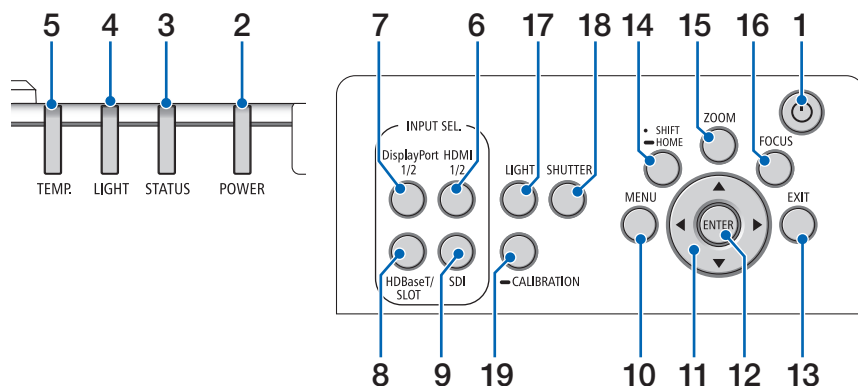 5 4 3 2
TEMP. LIGHT STATUS POWER
7 6 17 18 14 15 16 1
INPUT SEL.
DisplayPort 1/2
HDMI 1/2
LIGHT
SHUTTER
• SHIFT
━ HOME
ZOOM
FOCUS
MENU
ENTER
EXIT
HDBaseT/
SLOT
SDI
━ CALIBRATION
8 9 19 10 11 12 13